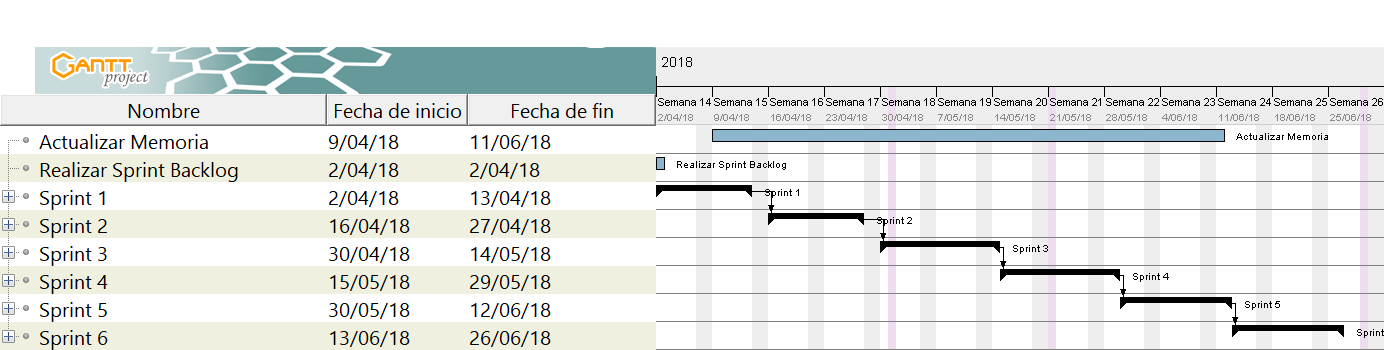 GANTT
project
2018
Nombre Fecha de inicio Fecha de fin
Semana 14 Semana 15 Semana 16 Semana 17 Semana 18 Semana 19 Semana 20 Semana 21 Semana 22 Semana 23 Semana 24 Semana 25 Semana 26
2/04/18 9/04/18 16/04/18 23/04/18 30/04/18 7/05/18 14/05/18 21/05/18 28/05/18 4/06/18 11/06/18 18/06/18 25/06/18
Actualizar Memoria 9/04/18 11/06/18 Actualizar Memoria
Realizar Sprint Backlog 2/04/18 2/04/18 Realizar Sprint Backlog
Sprint 1 2/04/18 13/04/18 Sprint 1
Sprint 2 16/04/18 27/04/18 Sprint 2
Sprint 3 30/04/18 14/05/18 Sprint 3
Sprint 4 15/05/18 29/05/18 Sprint 4
Sprint 5 30/05/18 12/06/18 Sprint 5
Sprint 6 13/06/18 26/06/18 Sprint